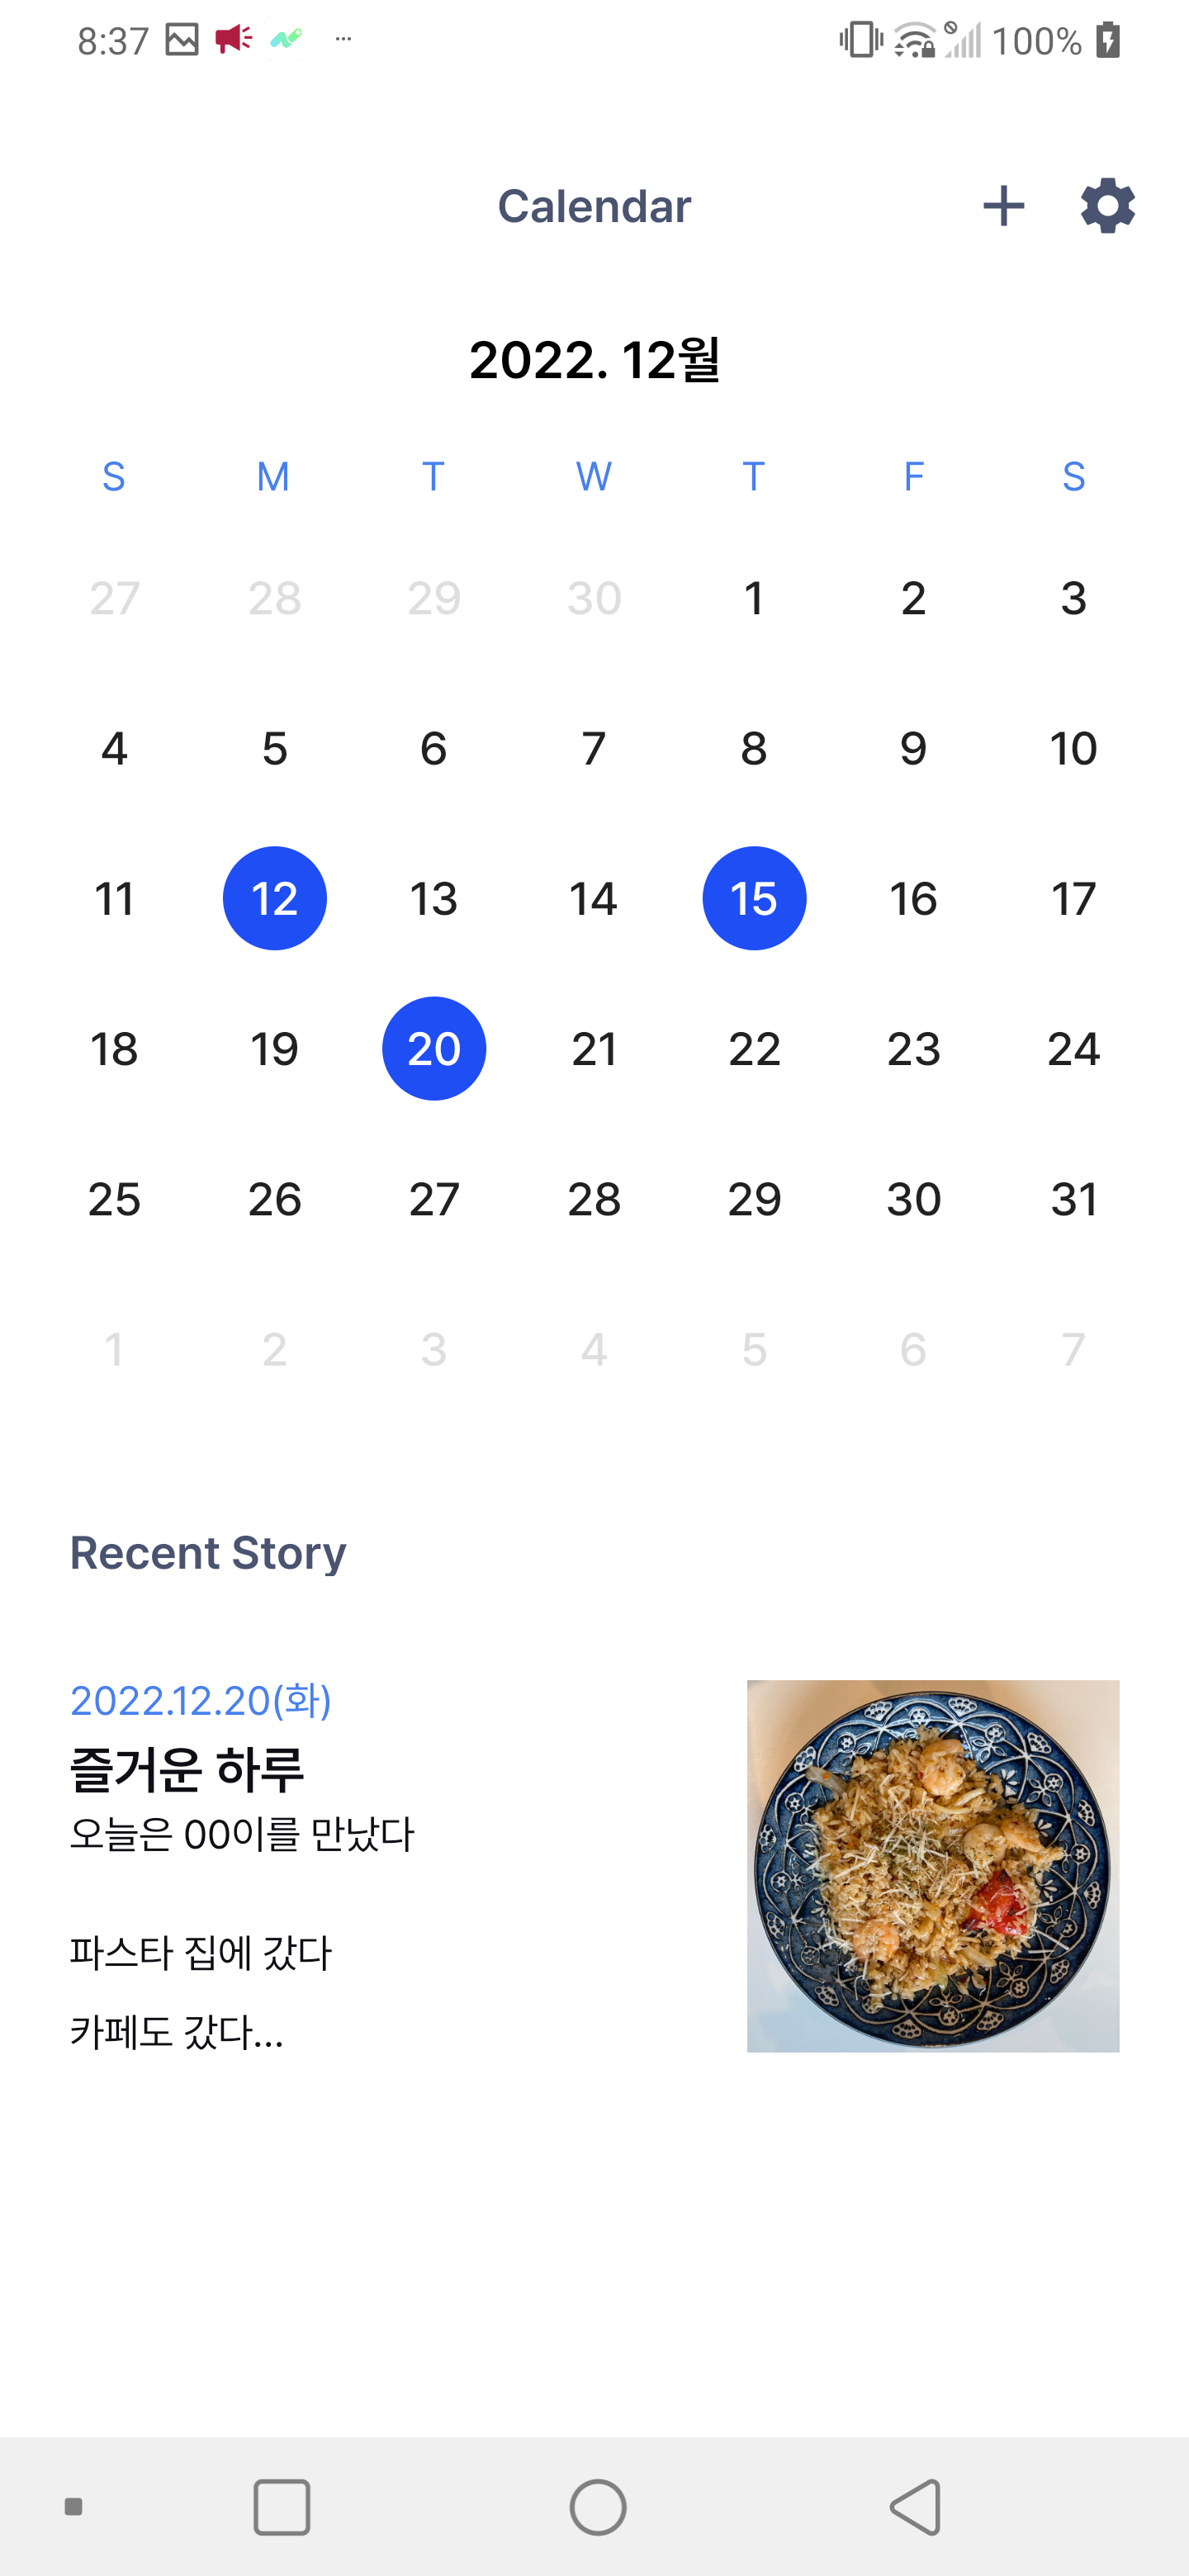 8:37 ... 100%
Calendar
2022. 12월
S M T W T F S
27 28 29 30 1 2 3
4 5 6 7 8 9 10
11 12 13 14 15 16 17
18 19 20 21 22 23 24
25 26 27 28 29 30 31
1 2 3 4 5 6 7
Recent Story
2022.12.20(화)
즐거운 하루
오늘은 00이를 만났다
파스타 집에 갔다
카페도 갔다...